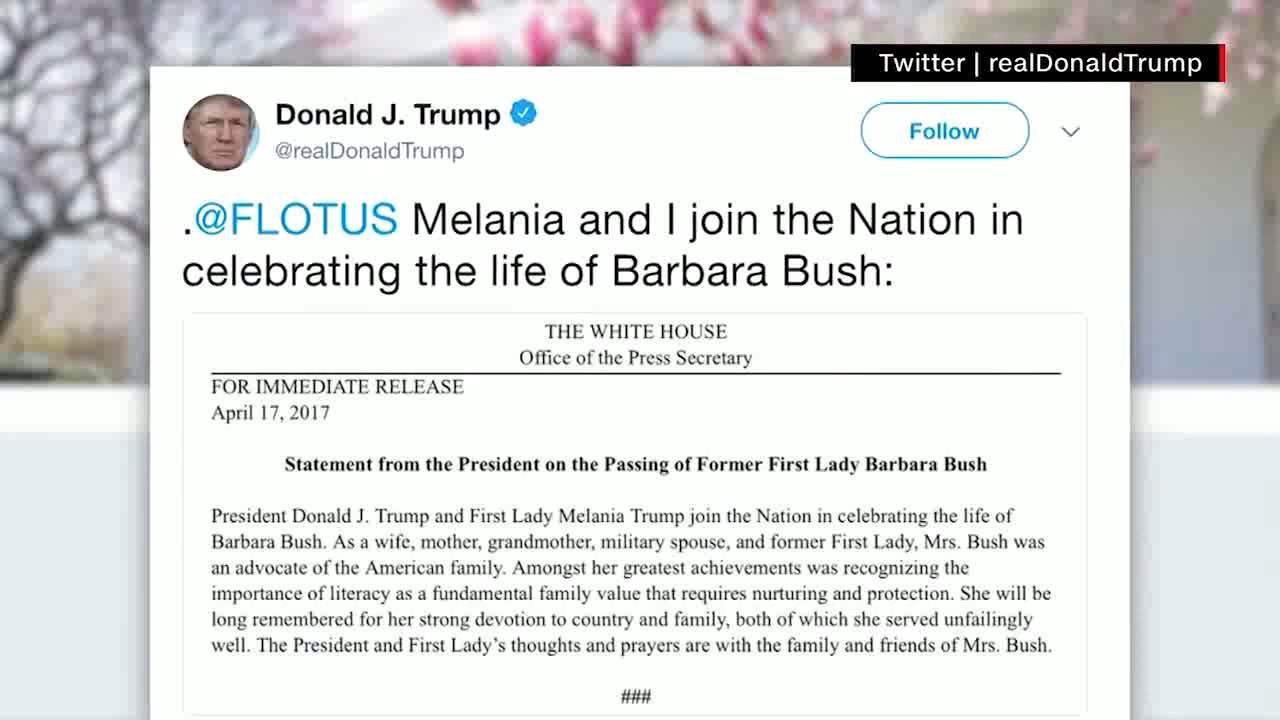 Twitter | realDonaldTrump
Donald J. Trump
Follow
@realDonaldTrump
.@FLOTUS Melania and I join the Nation in
celebrating the life of Barbara Bush:
THE WHITE HOUSE
Office of the Press Secretary
FOR IMMEDIATE RELEASE
April 17, 2017
Statement from the President on the Passing of Former First Lady Barbara Bush
President Donald J. Trump and First Lady Melania Trump join the Nation in celebrating the life of
Barbara Bush. As a wife, mother, grandmother, military spouse, and former First Lady, Mrs. Bush was
an advocate of the American family. Amongst her greatest achievements was recognizing the
importance of literacy as a fundamental family value that requires nurturing and protection. She will be
long remembered for her strong devotion to country and family, both of which she served unfailingly
well. The President and First Lady’s thoughts and prayers are with the family and friends of Mrs. Bush.
###